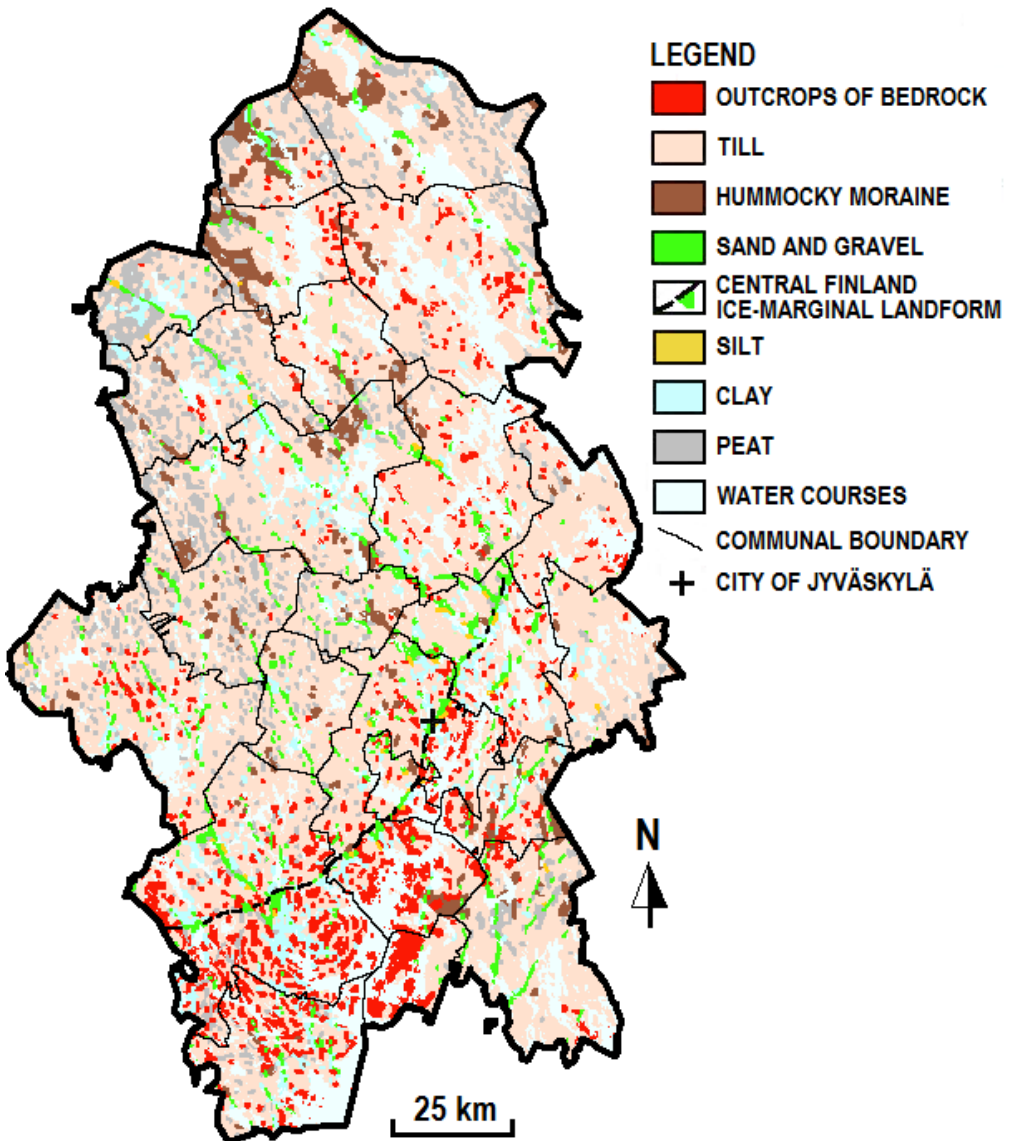 LEGEND
OUTCROPS OF BEDROCK
TILL
HUMMOCKY MORAINE
SAND AND GRAVEL
CENTRAL FINLAND
ICE-MARGINAL LANDFORM
SILT
CLAY
PEAT
WATER COURSES
COMMUNAL BOUNDARY
CITY OF JYVÄSKYLÄ
N
25 km